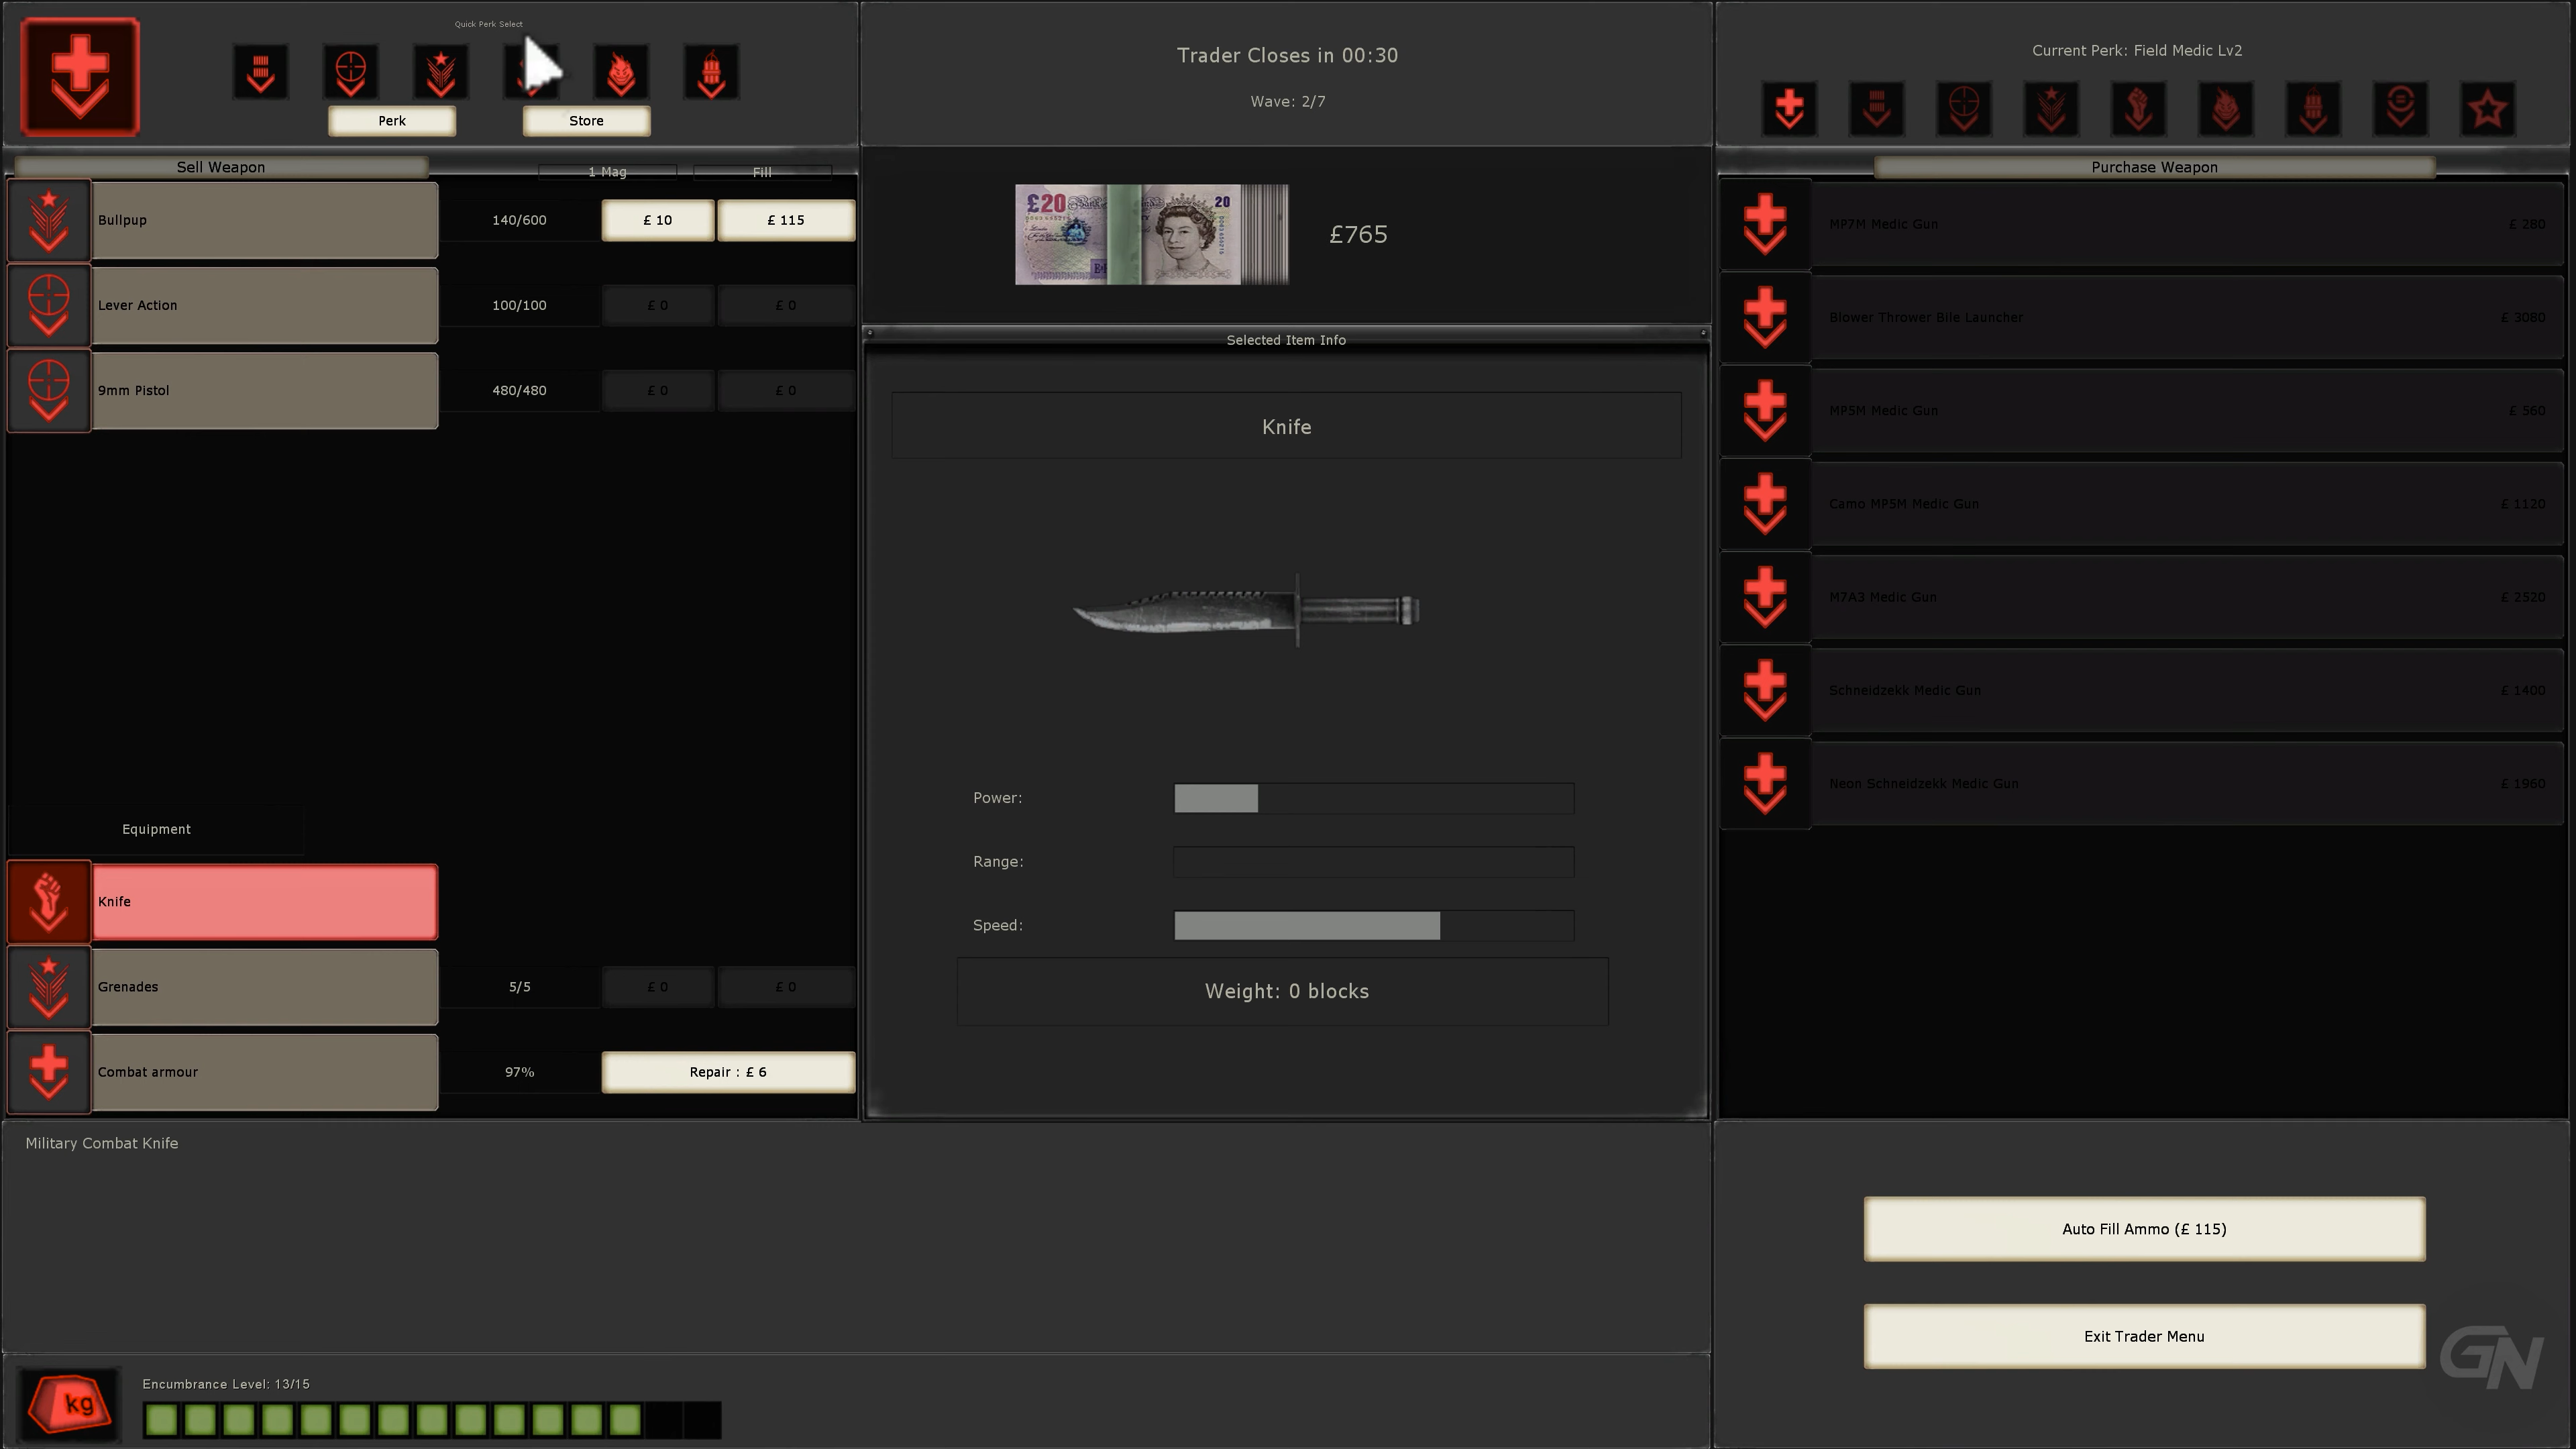 Quick Perk Select
Perk
Store
Trader Closes in 00:30
Wave: 2/7
Current Perk: Field Medic Lv2
Sell Weapon
1 Mag
Fill
Bullpup
140/600
£ 10
£ 115
Lever Action
100/100
£ 0
£ 0
9mm Pistol
480/480
£ 0
£ 0
Equipment
Knife
Grenades
5/5
£ 0
£ 0
Combat armour
97%
Repair : £ 6
£20
20
£765
Selected Item Info
Knife
Power:
Range:
Speed:
Weight: 0 blocks
Purchase Weapon
MP7M Medic Gun
£ 280
Blower Thrower Bile Launcher
£ 3080
MP5M Medic Gun
£ 560
Camo MP5M Medic Gun
£ 1120
M7A3 Medic Gun
£ 2520
Schneidzekk Medic Gun
£ 1400
Neon Schneidzekk Medic Gun
£ 1960
Military Combat Knife
Auto Fill Ammo (£ 115)
Exit Trader Menu
GN
kg
Encumbrance Level: 13/15